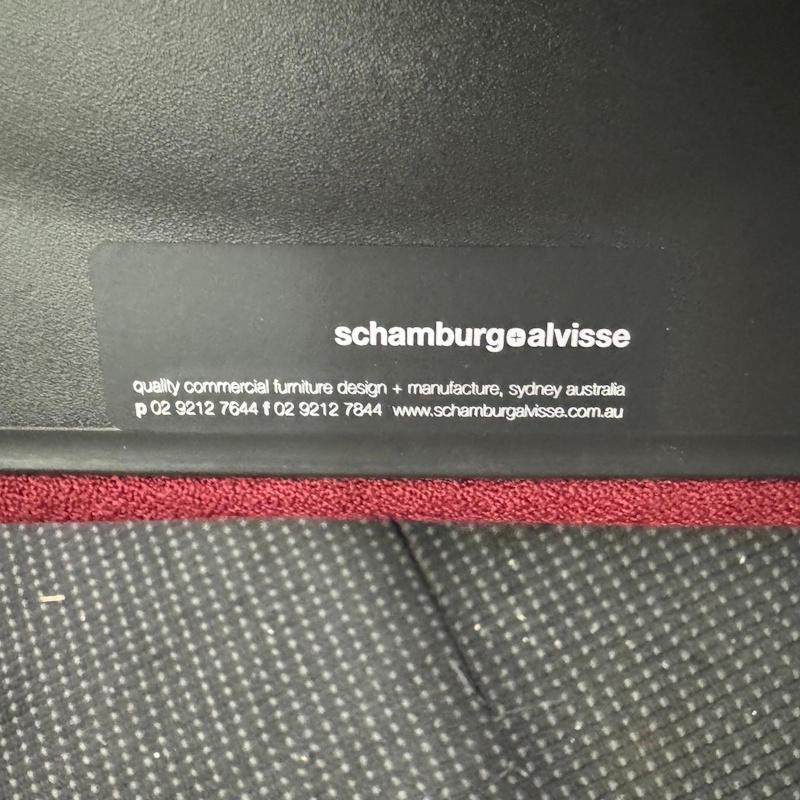 schamburg+alvisse
quality commercial furniture design + manufacture, sydney australia
p 02 9212 7644 f 02 9212 7844 www.schamburgalvisse.com.au